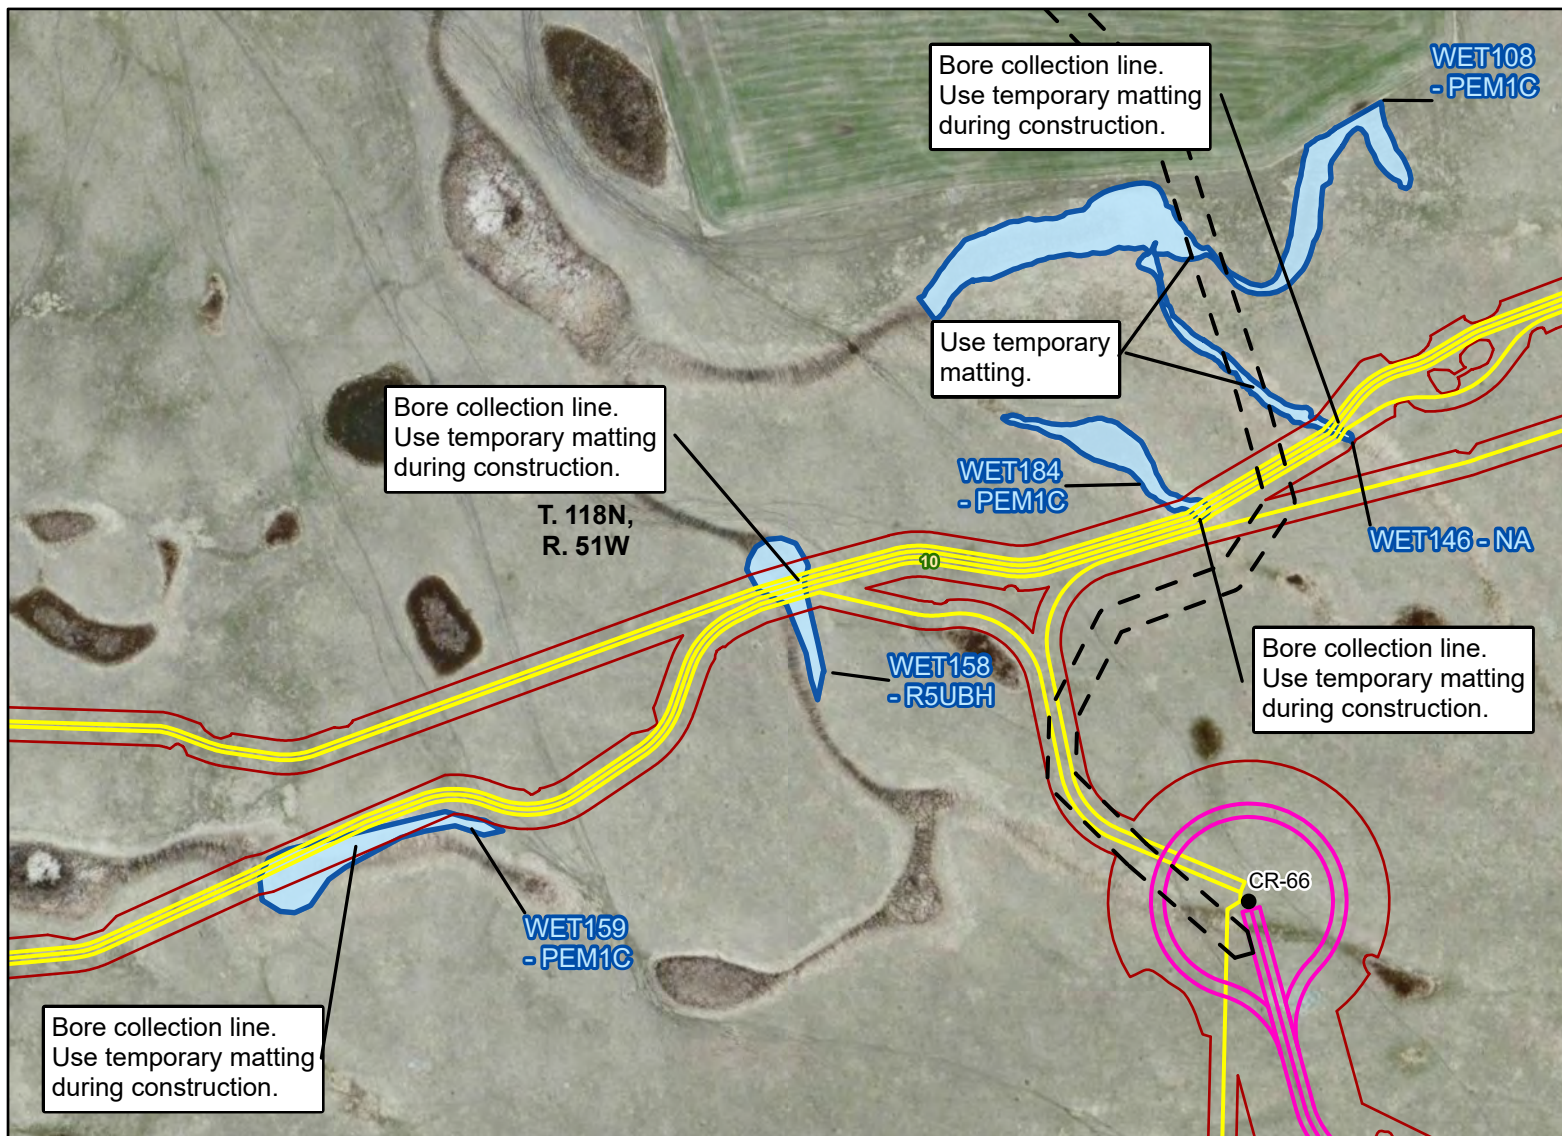 Bore collection line.
Use temporary matting
during construction.
WET108
- PEM1C
Use temporary
matting.
Bore collection line.
Use temporary matting
during construction.
WET184
- PEM1C
T. 118N,
R. 51W
WET146 - NA
10
Bore collection line.
Use temporary matting
during construction.
WET158
- R5UBH
CR-66
WET159
- PEM1C
Bore collection line.
Use temporary matting
during construction.